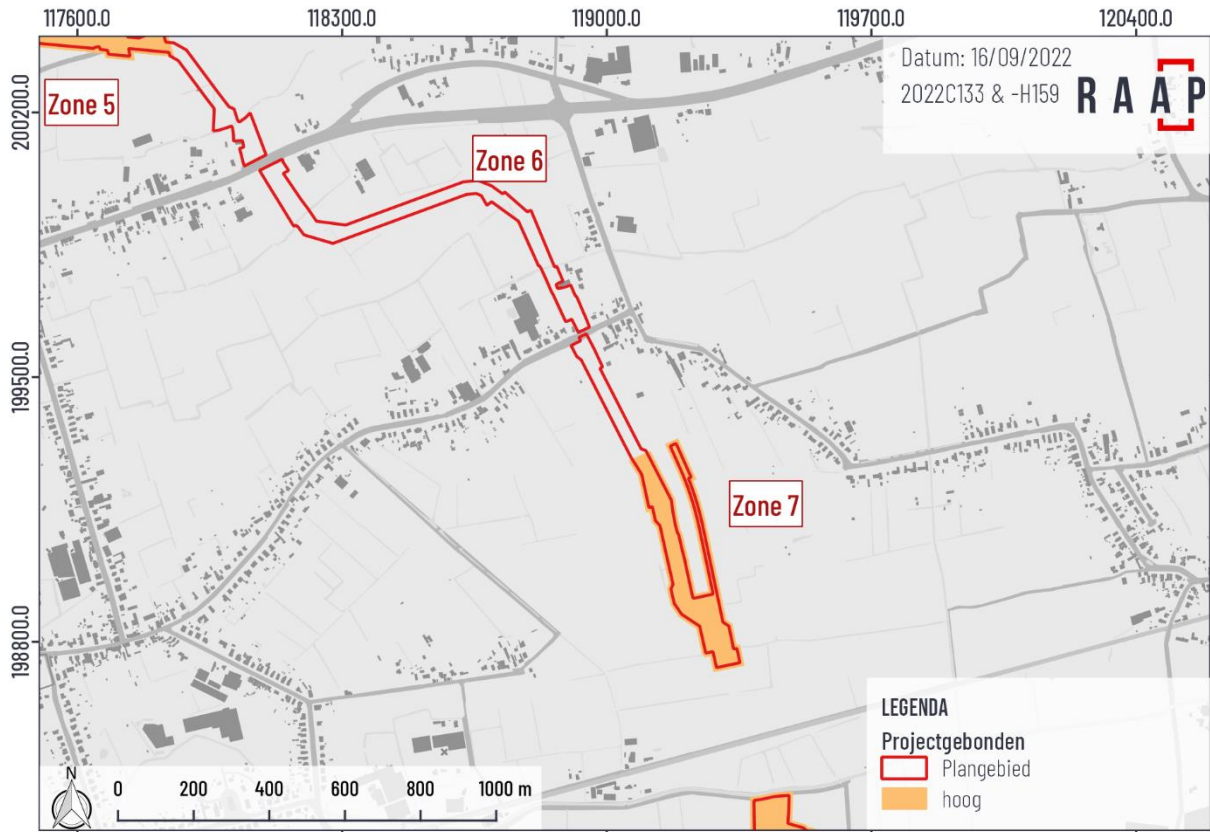 117600.0 118300.0 119000.0 119700.0 120400.0
Datum: 16/09/2022
2022C133 & -H159
RAAP
200200.0
199500.0
198800.0
Zone 5
Zone 6
Zone 7
LEGENDA
Projectgebonden
Plangebied
hoog
N
0 200 400 600 800 1000 m